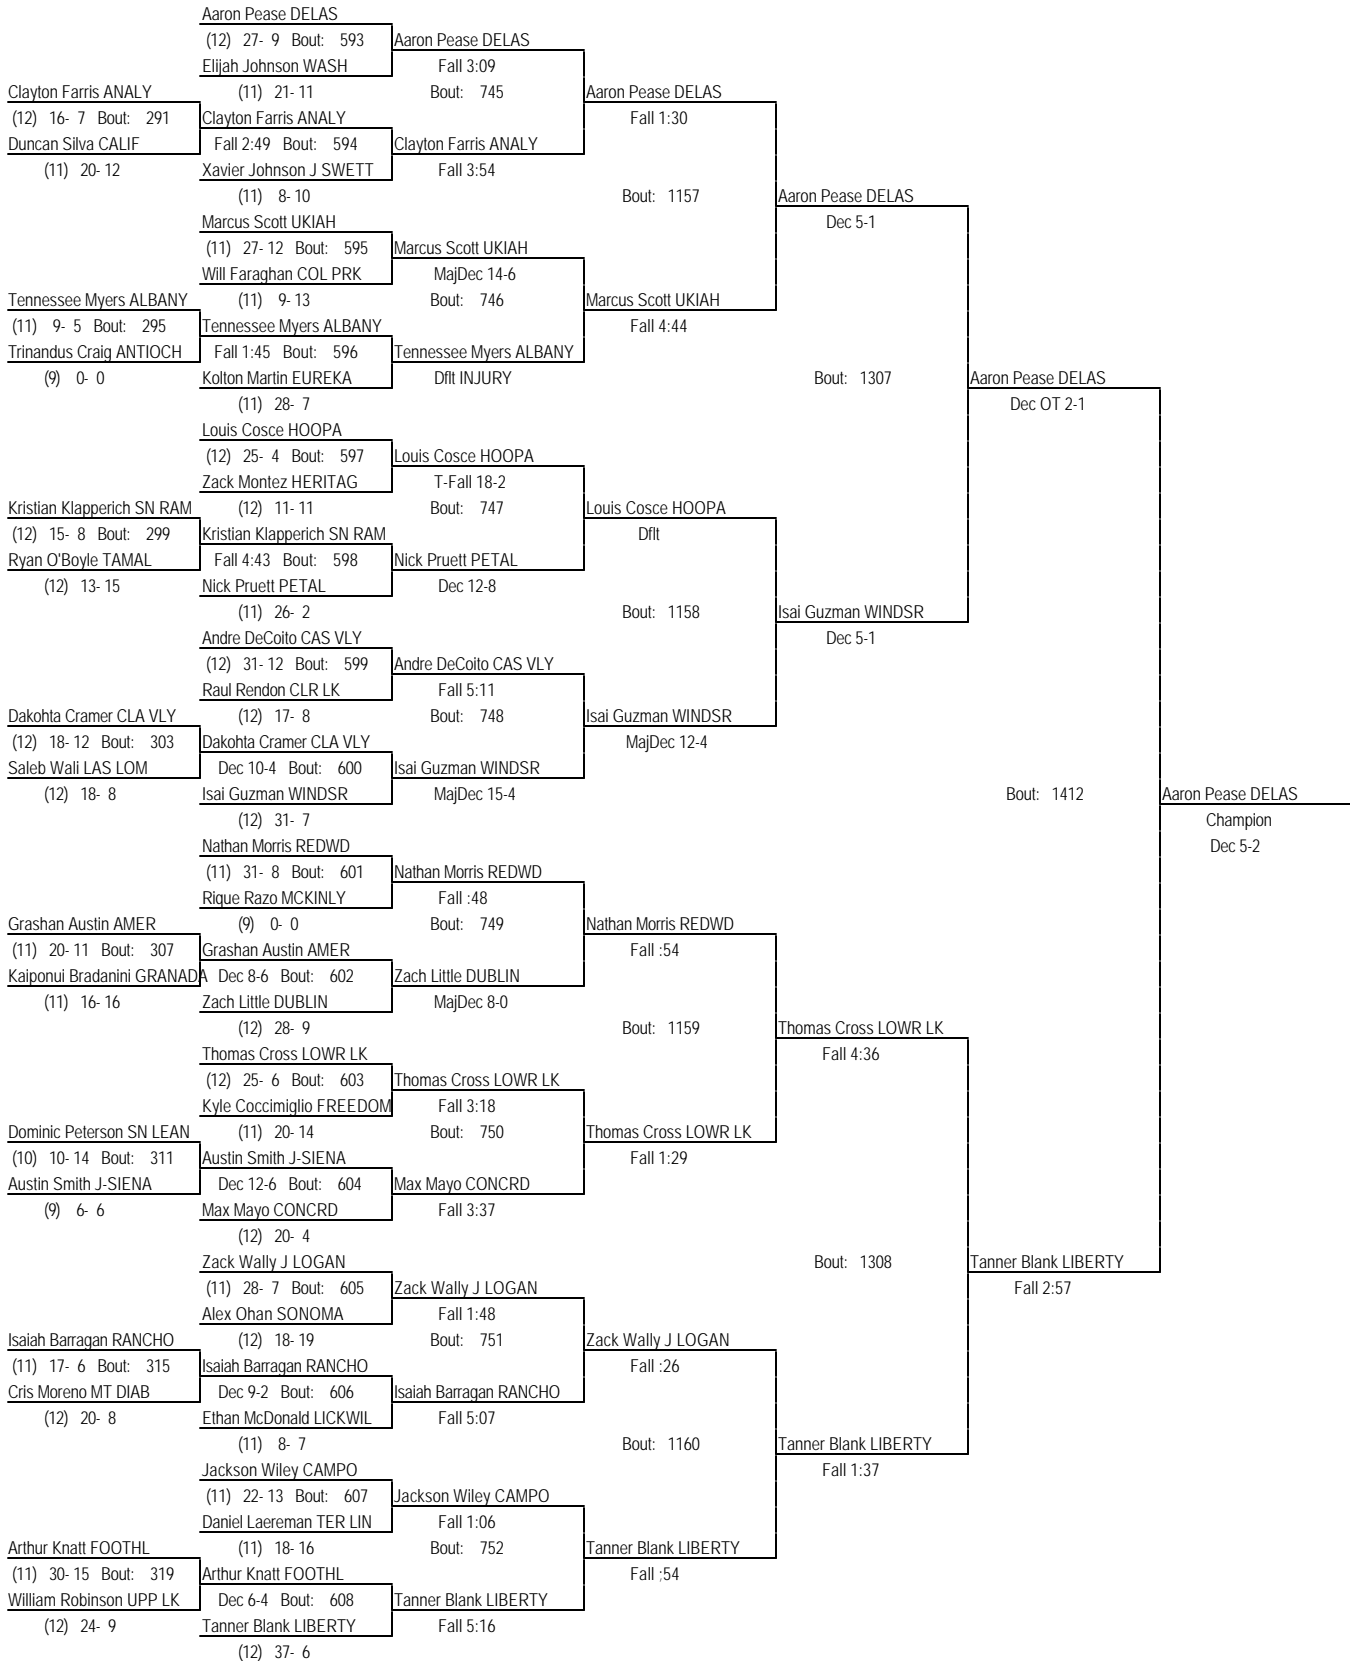 Aaron Pease DELAS
(12) 27- 9 Bout: 593 Aaron Pease DELAS
Elijah Johnson WASH Fall 3:09
Clayton Farris ANALY (11) 21- 11 Bout: 745 Aaron Pease DELAS
(12) 16- 7 Bout: 291 Clayton Farris ANALY Fall 1:30
Duncan Silva CALIF Fall 2:49 Bout: 594 Clayton Farris ANALY
(11) 20- 12 Xavier Johnson J SWETT Fall 3:54
(11) 8- 10 Bout: 1157 Aaron Pease DELAS
Marcus Scott UKIAH Dec 5-1
(11) 27- 12 Bout: 595 Marcus Scott UKIAH
Will Faraghan COL PRK MajDec 14-6
Tennessee Myers ALBANY (11) 9- 13 Bout: 746 Marcus Scott UKIAH
(11) 9- 5 Bout: 295 Tennessee Myers ALBANY Fall 4:44
Trinandus Craig ANTIOCH Fall 1:45 Bout: 596 Tennessee Myers ALBANY
(9) 0- 0 Kolton Martin EUREKA Dflt INJURY Bout: 1307 Aaron Pease DELAS
(11) 28- 7 Dec OT 2-1
Louis Cosce HOOPA
(12) 25- 4 Bout: 597 Louis Cosce HOOPA
Zack Montez HERITAG T-Fall 18-2
Kristian Klapperich SN RAM (12) 11- 11 Bout: 747 Louis Cosce HOOPA
(12) 15- 8 Bout: 299 Kristian Klapperich SN RAM Dflt
Ryan O'Boyle TAMAL Fall 4:43 Bout: 598 Nick Pruett PETAL
(12) 13- 15 Nick Pruett PETAL Dec 12-8
(11) 26- 2 Bout: 1158 Isai Guzman WINDSR
Andre DeCoito CAS VLY Dec 5-1
(12) 31- 12 Bout: 599 Andre DeCoito CAS VLY
Raul Rendon CLR LK Fall 5:11
Dakohta Cramer CLA VLY (12) 17- 8 Bout: 748 Isai Guzman WINDSR
(12) 18- 12 Bout: 303 Dakohta Cramer CLA VLY MajDec 12-4
Saleb Wali LAS LOM Dec 10-4 Bout: 600 Isai Guzman WINDSR
(12) 18- 8 Isai Guzman WINDSR MajDec 15-4 Bout: 1412 Aaron Pease DELAS
(12) 31- 7 Champion
Nathan Morris REDWD Dec 5-2
(11) 31- 8 Bout: 601 Nathan Morris REDWD
Rique Razo MCKINLY Fall :48
Grashan Austin AMER (9) 0- 0 Bout: 749 Nathan Morris REDWD
(11) 20- 11 Bout: 307 Grashan Austin AMER Fall :54
Kaiponui Bradanini GRANADA Dec 8-6 Bout: 602 Zach Little DUBLIN
(11) 16- 16 Zach Little DUBLIN MajDec 8-0
(12) 28- 9 Bout: 1159 Thomas Cross LOWR LK
Thomas Cross LOWR LK Fall 4:36
(12) 25- 6 Bout: 603 Thomas Cross LOWR LK
Kyle Coccimiglio FREEDOM Fall 3:18
Dominic Peterson SN LEAN (11) 20- 14 Bout: 750 Thomas Cross LOWR LK
(10) 10- 14 Bout: 311 Austin Smith J-SIENA Fall 1:29
Austin Smith J-SIENA Dec 12-6 Bout: 604 Max Mayo CONCRD
(9) 6- 6 Max Mayo CONCRD Fall 3:37
(12) 20- 4
Zack Wally J LOGAN Bout: 1308 Tanner Blank LIBERTY
(11) 28- 7 Bout: 605 Zack Wally J LOGAN Fall 2:57
Alex Ohan SONOMA Fall 1:48
Isaiah Barragan RANCHO (12) 18- 19 Bout: 751 Zack Wally J LOGAN
(11) 17- 6 Bout: 315 Isaiah Barragan RANCHO Fall :26
Cris Moreno MT DIAB Dec 9-2 Bout: 606 Isaiah Barragan RANCHO
(12) 20- 8 Ethan McDonald LICKWIL Fall 5:07
(11) 8- 7 Bout: 1160 Tanner Blank LIBERTY
Jackson Wiley CAMPO Fall 1:37
(11) 22- 13 Bout: 607 Jackson Wiley CAMPO
Daniel Laereman TER LIN Fall 1:06
Arthur Knatt FOOTHL (11) 18- 16 Bout: 752 Tanner Blank LIBERTY
(11) 30- 15 Bout: 319 Arthur Knatt FOOTHL Fall ;54
William Robinson UPP LK Dec 6-4 Bout: 608 Tanner Blank LIBERTY
(12) 24- 9 Tanner Blank LIBERTY Fall 5:16
(12) 37- 6